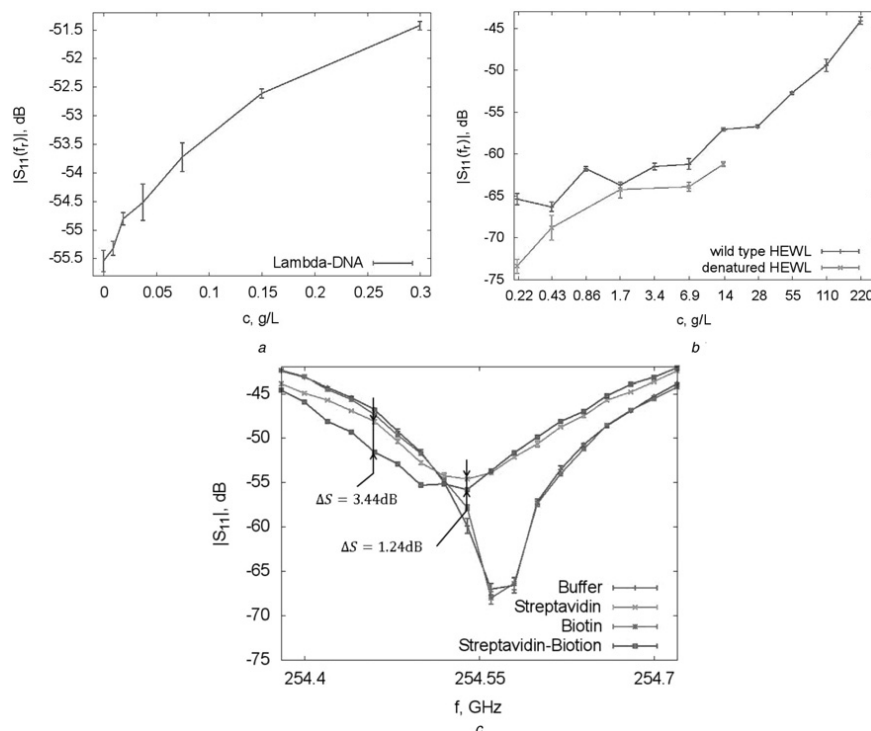 -51.5
-52
-52.5
-53
-53.5
-54
-54.5
-55
-55.5
|S11(fr)|, dB
Lambda-DNA
0 0.05 0.1 0.15 0.2 0.25 0.3
c, g/L
a
-45
-50
-55
-60
-65
-70
-75
|S11(fr)|, dB
wild type HEWL
denatured HEWL
0.22 0.43 0.86 1.7 3.4 6.9 14 28 55 110 220
c, g/L
b
-45
-50
-55
-60
-65
-70
-75
|S11|, dB
ΔS = 3.44dB
ΔS = 1.24dB
Buffer
Streptavidin
Biotin
Streptavidin-Biotion
254.4 254.55 254.7
f, GHz
c